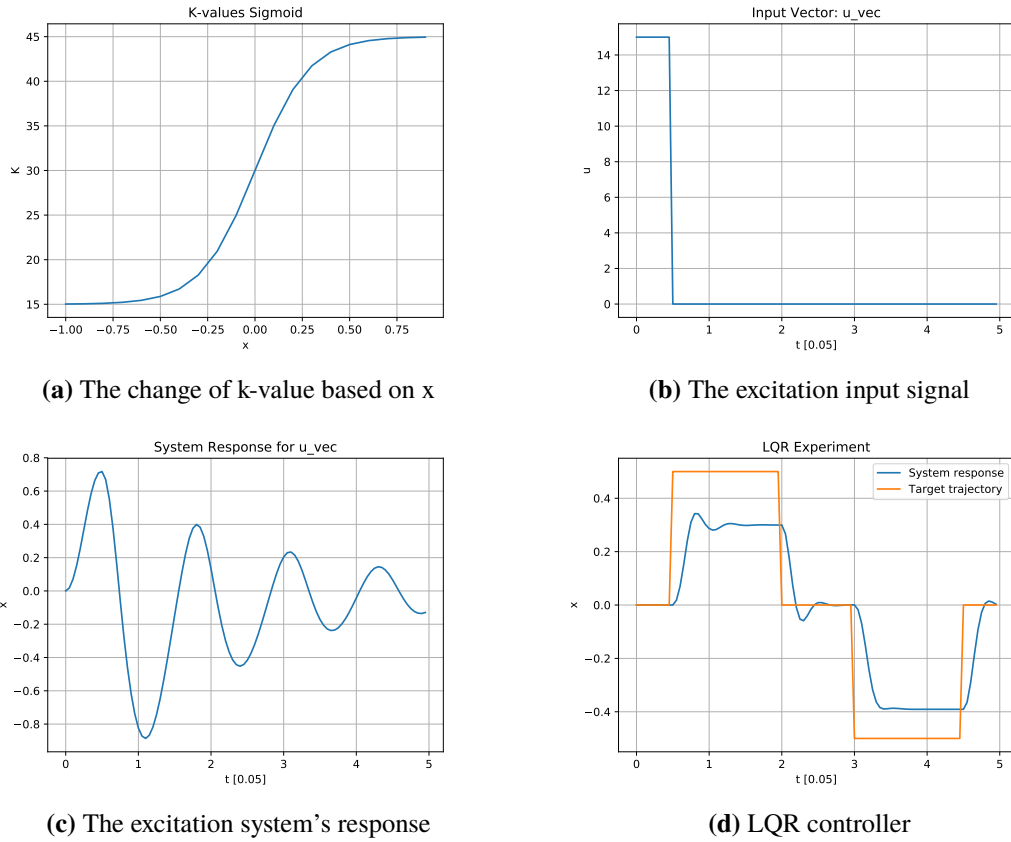 K-values Sigmoid
45
40
35
30
25
20
15
K
−1.00 −0.75 −0.50 −0.25 0.00 0.25 0.50 0.75
x
(a) The change of k-value based on x
Input Vector: u_vec
14
12
10
8
6
4
2
0
u
0 1 2 3 4 5
t [0.05]
(b) The excitation input signal
System Response for u_vec
0.8
0.6
0.4
0.2
0.0
−0.2
−0.4
−0.6
−0.8
x
0 1 2 3 4 5
t [0.05]
(c) The excitation system's response
LQR Experiment
System response
Target trajectory
0.4
0.2
0.0
−0.2
−0.4
x
0 1 2 3 4 5
t [0.05]
(d) LQR controller